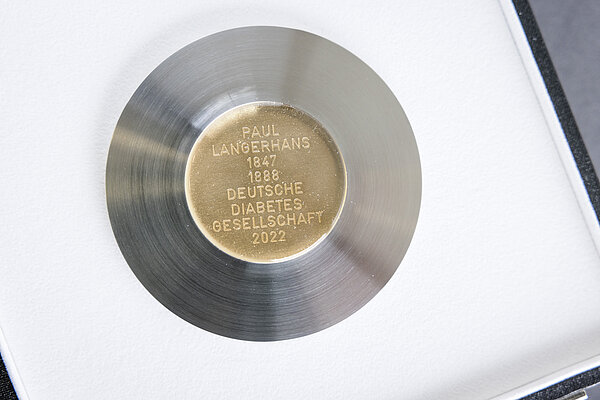 PAUL
LANGERHANS
1847
1888
DEUTSCHE
DIABETES
GESELLSCHAFT
2022